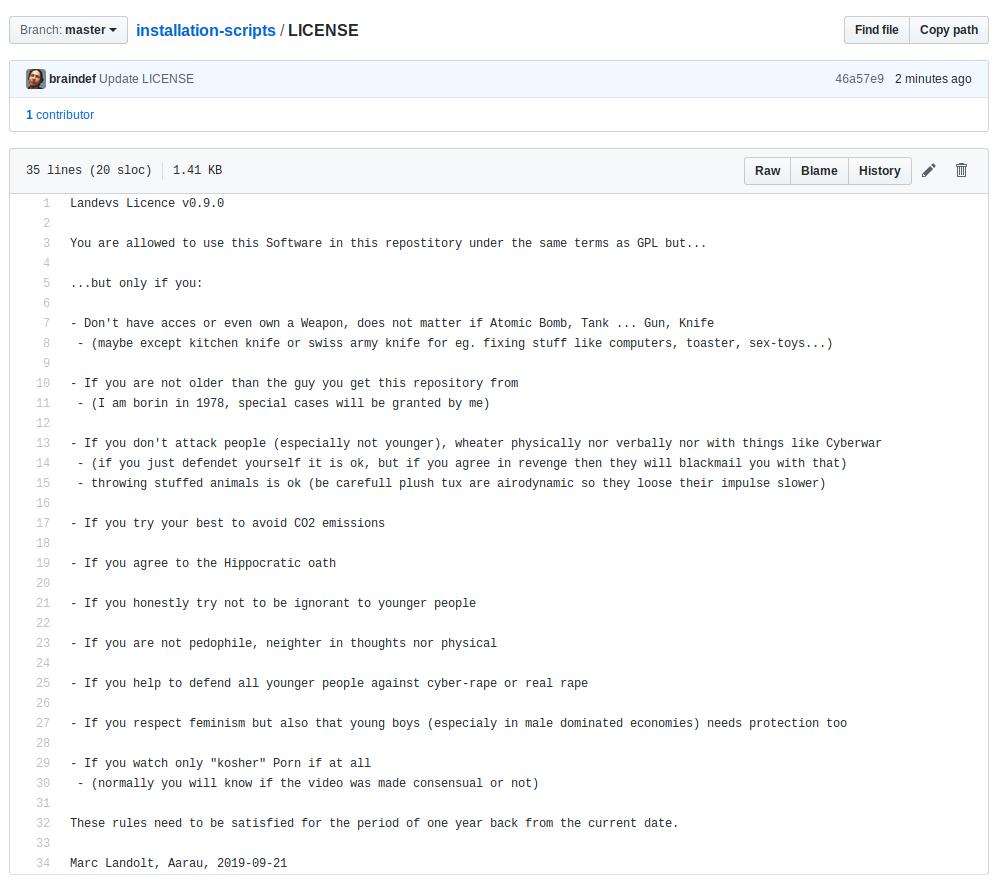 Branch: master
installation-scripts / LICENSE
Find file
Copy path
braindef Update LICENSE
46a57e9 2 minutes ago
1 contributor
35 lines (20 sloc)
1.41 KB
Raw
Blame
History
1 Landevs Licence v0.9.0
2
3 You are allowed to use this Software in this repostitory under the same terms as GPL but...
4
5 ...but only if you:
6
7 - Don't have acces or even own a Weapon, does not matter if Atomic Bomb, Tank ... Gun, Knife
8 - (maybe except kitchen knife or swiss army knife for eg. fixing stuff like computers, toaster, sex-toys...)
9
10 - If you are not older than the guy you get this repository from
11 - (I am borin in 1978, special cases will be granted by me)
12
13 - If you don't attack people (especially not younger), wheater physically nor verbally nor with things like Cyberwar
14 - (if you just defendet yourself it is ok, but if you agree in revenge then they will blackmail you with that)
15 - throwing stuffed animals is ok (be carefull plush tux are airodynamic so they loose their impulse slower)
16
17 - If you try your best to avoid CO2 emissions
18
19 - If you agree to the Hippocratic oath
20
21 - If you honestly try not to be ignorant to younger people
22
23 - If you are not pedophile, neighter in thoughts nor physical
24
25 - If you help to defend all younger people against cyber-rape or real rape
26
27 - If you respect feminism but also that young boys (especialy in male dominated economies) needs protection too
28
29 - If you watch only "kosher" Porn if at all
30 - (normally you will know if the video was made consensual or not)
31
32 These rules need to be satisfied for the period of one year back from the current date.
33
34 Marc Landolt, Aarau, 2019-09-21